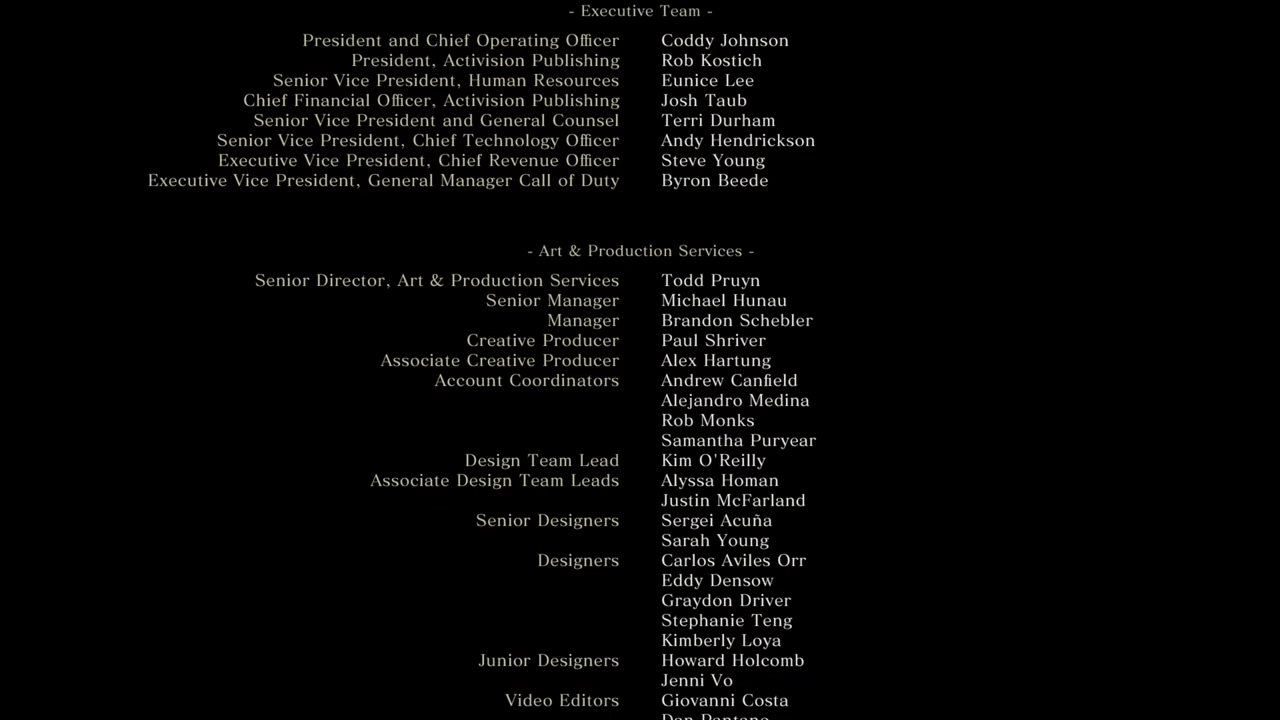 - Executive Team -
President and Chief Operating Officer Coddy Johnson
President, Activision Publishing Rob Kostich
Senior Vice President, Human Resources Eunice Lee
Chief Financial Officer, Activision Publishing Josh Taub
Senior Vice President and General Counsel Terri Durham
Senior Vice President, Chief Technology Officer Andy Hendrickson
Executive Vice President, Chief Revenue Officer Steve Young
Executive Vice President, General Manager Call of Duty Byron Beede
- Art & Production Services -
Senior Director, Art & Production Services Todd Pruyn
Senior Manager Michael Hunau
Manager Brandon Schebler
Creative Producer Paul Shriver
Associate Creative Producer Alex Hartung
Account Coordinators Andrew Canfield
Alejandro Medina
Rob Monks
Samantha Puryear
Design Team Lead Kim O'Reilly
Associate Design Team Leads Alyssa Homan
Justin McFarland
Senior Designers Sergei Acuña
Sarah Young
Designers Carlos Aviles Orr
Eddy Densow
Graydon Driver
Stephanie Teng
Kimberly Loya
Junior Designers Howard Holcomb
Jenni Vo
Video Editors Giovanni Costa